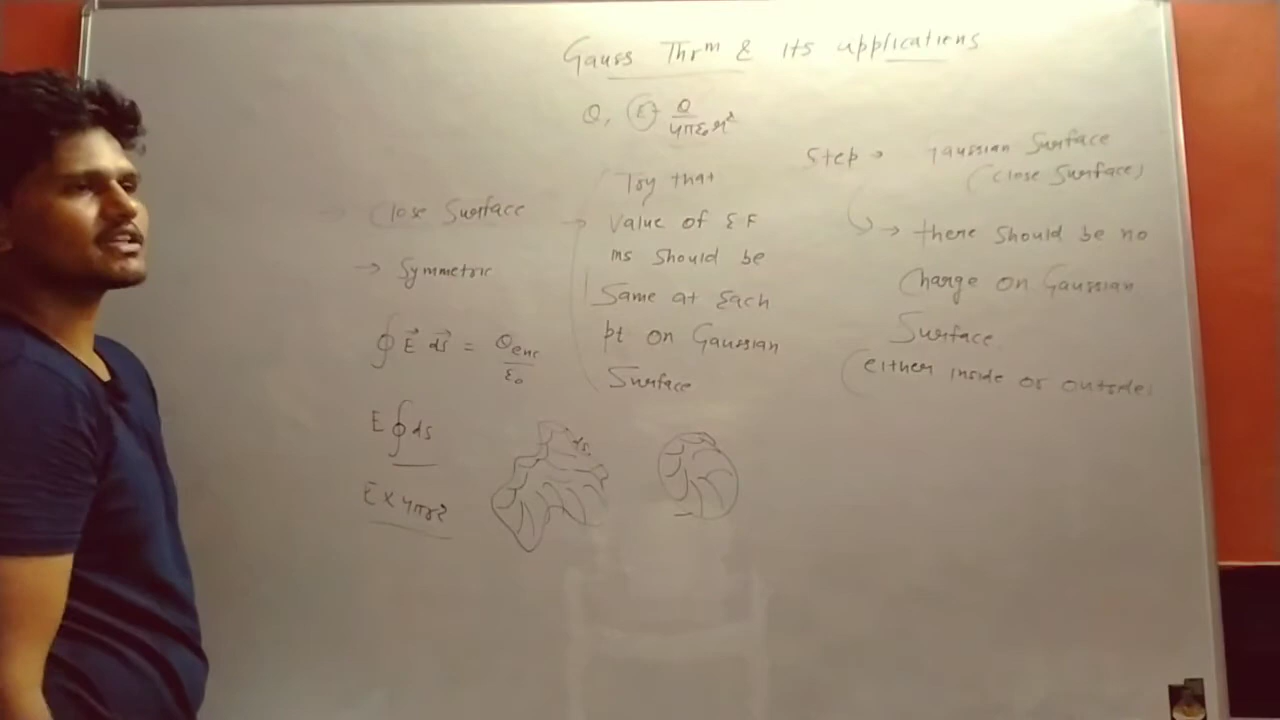 Gauss Thrm & its applications
Q, E → Q/4πε₀r²
Step → Gaussian Surface
(Close Surface)
→ there should be no
charge on Gaussian
Surface
(either inside or outside)
Close Surface
→ Symmetric
∮ E⃗ ds⃗ = Qenc/ε₀
E ∮ ds
E × 4πr²
→ Try that
Value of EF
should be
Same at Each
pt on Gaussian
Surface
ds